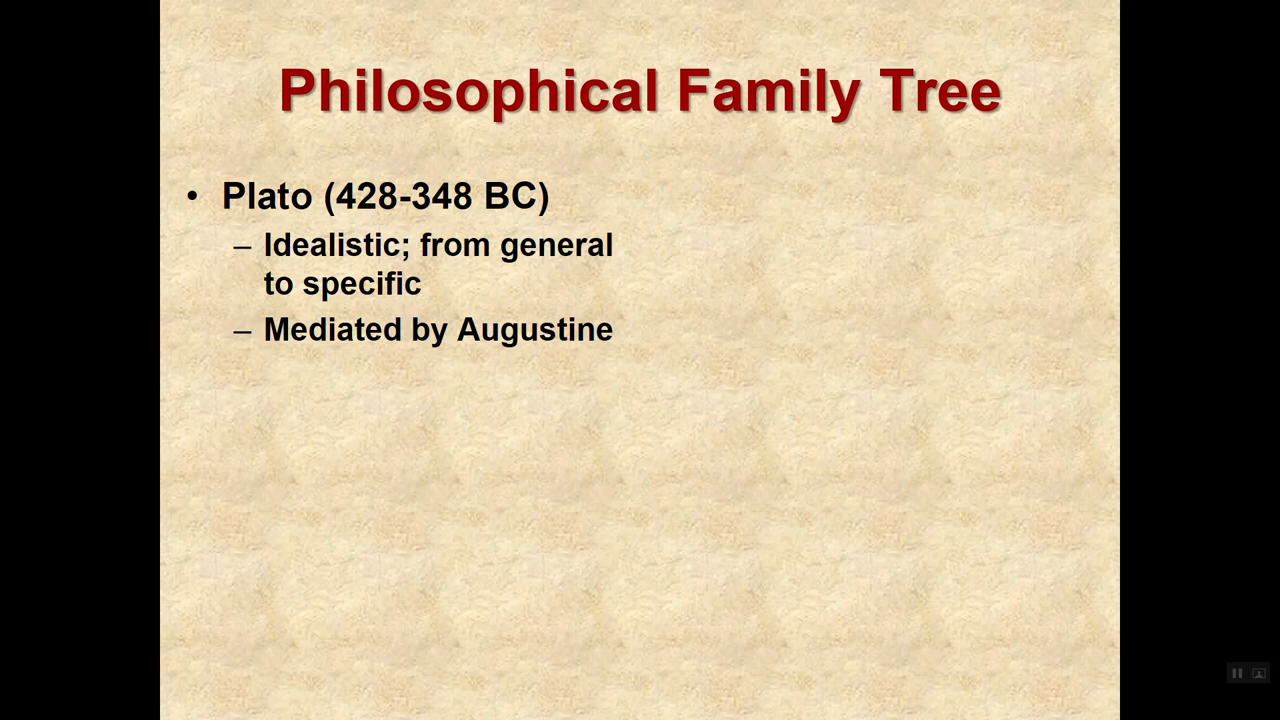 Philosophical Family Tree
• Plato (428-348 BC)
– Idealistic; from general
to specific
– Mediated by Augustine